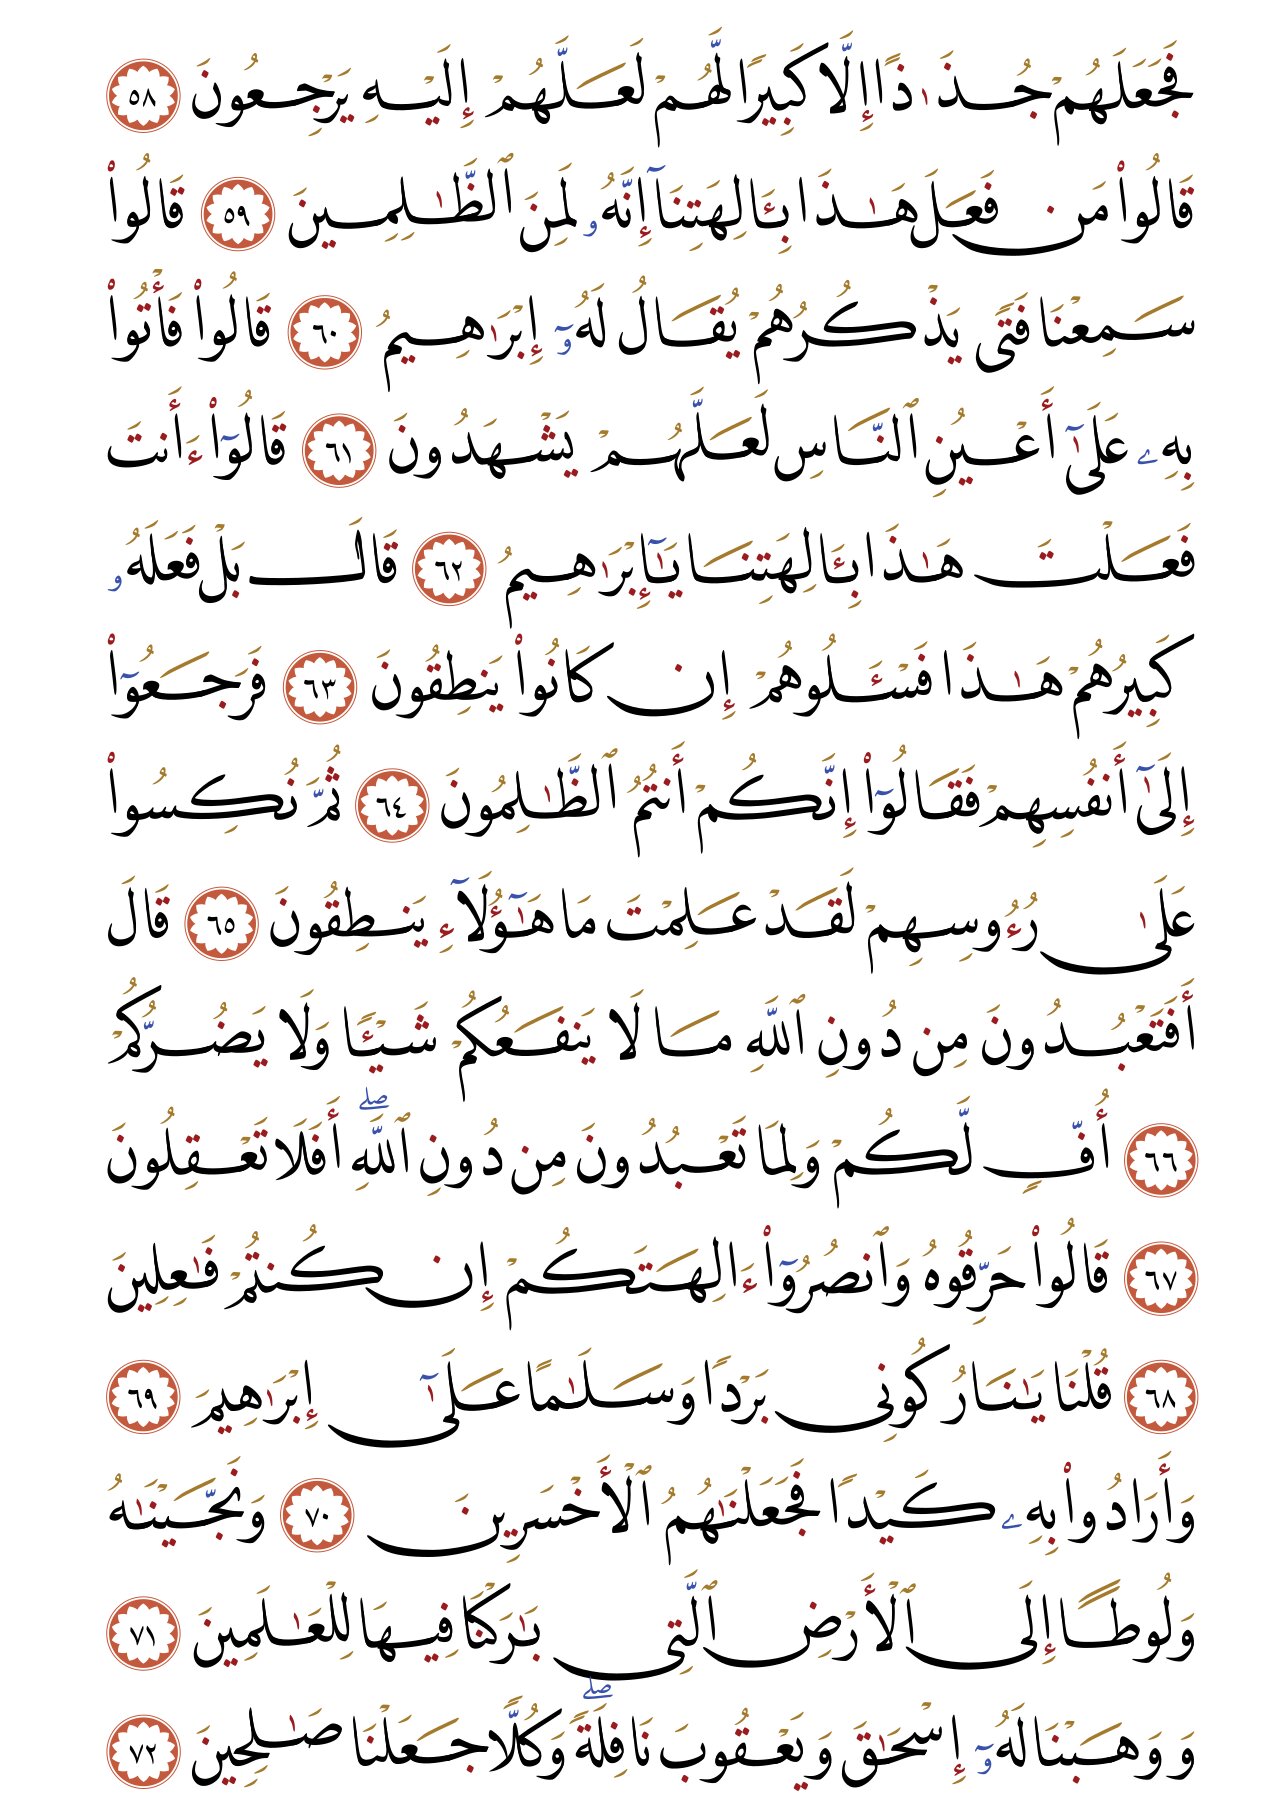 فَجَعَلَهُمْ جُذَٰذًا إِلَّا كَبِيرًا لَّهُمْ لَعَلَّهُمْ إِلَيْهِ يَرْجِعُونَ ٥٨
قَالُوا۟ مَن فَعَلَ هَـٰذَا بِـَٔالِهَتِنَآ إِنَّهُۥ لَمِنَ ٱلظَّـٰلِمِينَ ٥٩ قَالُوا۟
سَمِعْنَا فَتًى يَذْكُرُهُمْ يُقَالُ لَهُۥٓ إِبْرَٰهِيمُ ٦٠ قَالُوا۟ فَأْتُوا۟
بِهِۦ عَلَىٰٓ أَعْيُنِ ٱلنَّاسِ لَعَلَّهُمْ يَشْهَدُونَ ٦١ قَالُوٓا۟ ءَأَنتَ
فَعَلْتَ هَـٰذَا بِـَٔالِهَتِنَا يَـٰٓإِبْرَٰهِيمُ ٦٢ قَالَ بَلْ فَعَلَهُۥ
كَبِيرُهُمْ هَـٰذَا فَسْـَٔلُوهُمْ إِن كَانُوا۟ يَنطِقُونَ ٦٣ فَرَجَعُوٓا۟
إِلَىٰٓ أَنفُسِهِمْ فَقَالُوٓا۟ إِنَّكُمْ أَنتُمُ ٱلظَّـٰلِمُونَ ٦٤ ثُمَّ نُكِسُوا۟
عَلَىٰ رُءُوسِهِمْ لَقَدْ عَلِمْتَ مَا هَـٰٓؤُلَآءِ يَنطِقُونَ ٦٥ قَالَ
أَفَتَعْبُدُونَ مِن دُونِ ٱللَّهِ مَا لَا يَنفَعُكُمْ شَيْـًٔا وَلَا يَضُرُّكُمْ
٦٦ أُفٍّ لَّكُمْ وَلِمَا تَعْبُدُونَ مِن دُونِ ٱللَّهِ ۖ أَفَلَا تَعْقِلُونَ
٦٧ قَالُوا۟ حَرِّقُوهُ وَٱنصُرُوٓا۟ ءَالِهَتَكُمْ إِن كُنتُمْ فَـٰعِلِينَ
٦٨ قُلْنَا يَـٰنَارُ كُونِى بَرْدًا وَسَلَـٰمًا عَلَىٰٓ إِبْرَٰهِيمَ ٦٩
وَأَرَادُوا۟ بِهِۦ كَيْدًا فَجَعَلْنَـٰهُمُ ٱلْأَخْسَرِينَ ٧٠ وَنَجَّيْنَـٰهُ
وَلُوطًا إِلَى ٱلْأَرْضِ ٱلَّتِى بَـٰرَكْنَا فِيهَا لِلْعَـٰلَمِينَ ٧١
وَوَهَبْنَا لَهُۥٓ إِسْحَـٰقَ وَيَعْقُوبَ نَافِلَةً ۖ وَكُلًّا جَعَلْنَا صَـٰلِحِينَ ٧٢